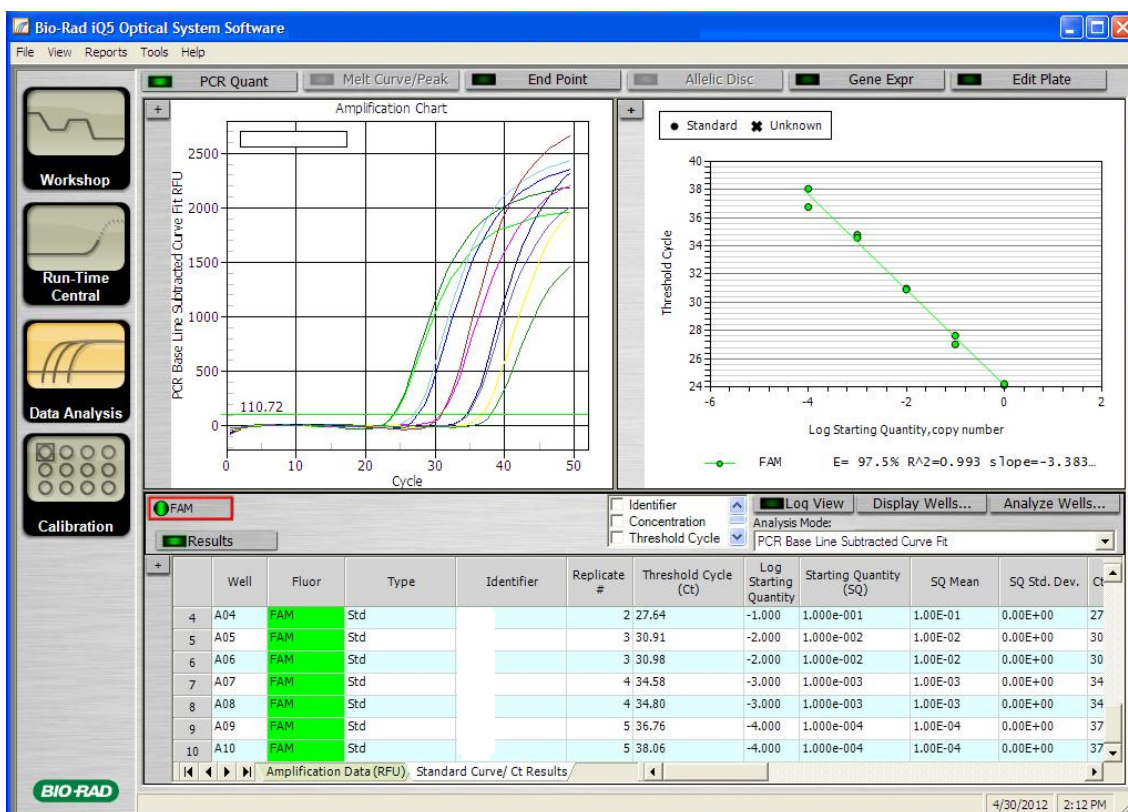 Bio-Rad iQ5 Optical System Software
File View Reports Tools Help
PCR Quant Melt Curve/Peak End Point Allelic Disc Gene Expr Edit Plate
Workshop
Run-Time
Central
Data Analysis
Calibration
BIO-RAD
+
Amplification Chart
PCR Base Line Subtracted Curve Fit RFU
2500
2000
1500
1000
500
0
110.72
0 10 20 30 40 50
Cycle
+
Standard Unknown
Threshold Cycle
40
38
36
34
32
30
28
26
24
-6 -4 -2 0 2
Log Starting Quantity, copy number
FAM E= 97.5% R^2=0.993 slope=-3.383...
FAM
Results
Identifier
Concentration
Threshold Cycle
Log View Display Wells... Analyze Wells...
Analysis Mode:
PCR Base Line Subtracted Curve Fit
+
Well Fluor Type Identifier Replicate # Threshold Cycle (Ct) Log Starting Quantity Starting Quantity (SQ) SQ Mean SQ Std. Dev. Ct
4 A04 FAM Std 2 27.64 -1.000 1.000e-001 1.00E-01 0.00E+00 27
5 A05 FAM Std 3 30.91 -2.000 1.000e-002 1.00E-02 0.00E+00 30
6 A06 FAM Std 3 30.98 -2.000 1.000e-002 1.00E-02 0.00E+00 30
7 A07 FAM Std 4 34.58 -3.000 1.000e-003 1.00E-03 0.00E+00 34
8 A08 FAM Std 4 34.80 -3.000 1.000e-003 1.00E-03 0.00E+00 34
9 A09 FAM Std 5 36.76 -4.000 1.000e-004 1.00E-04 0.00E+00 37
10 A10 FAM Std 5 38.06 -4.000 1.000e-004 1.00E-04 0.00E+00 37
Amplification Data (RFU) Standard Curve/ Ct Results
4/30/2012 2:12 PM